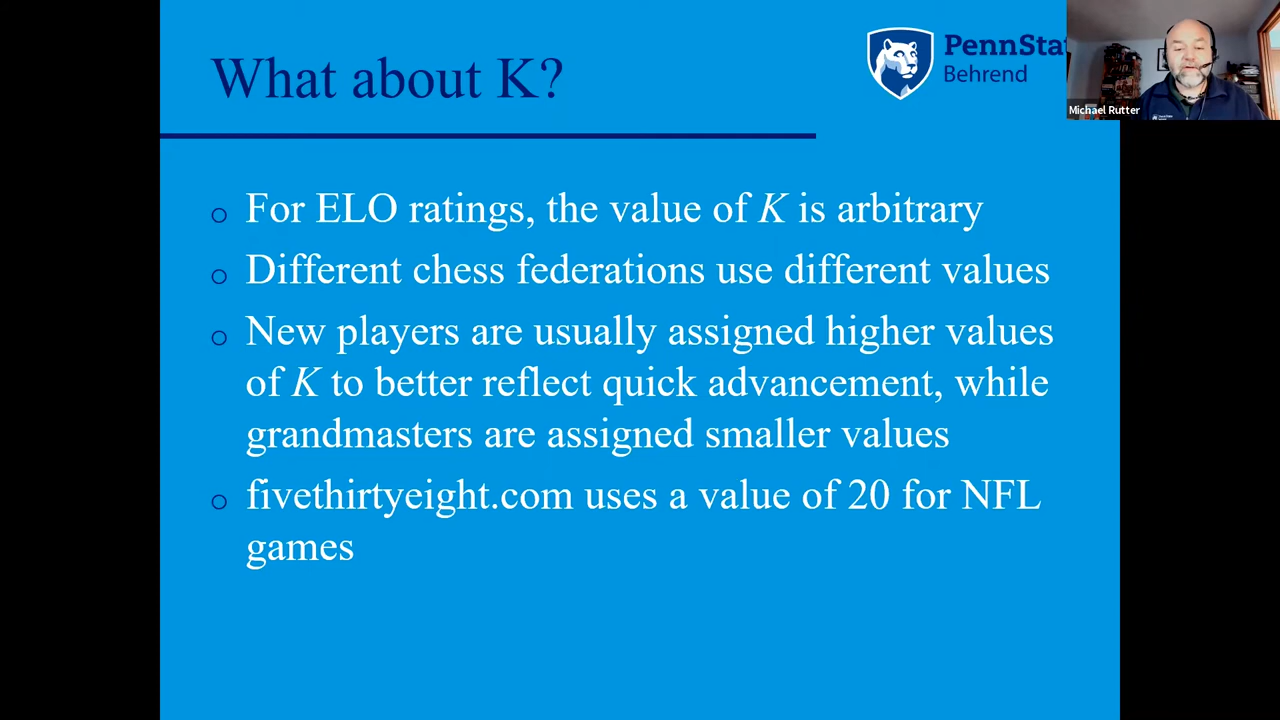 What about K?
PennSta
Behrend
Michael Rutter
For ELO ratings, the value of K is arbitrary
Different chess federations use different values
New players are usually assigned higher values
of K to better reflect quick advancement, while
grandmasters are assigned smaller values
fivethirtyeight.com uses a value of 20 for NFL
games